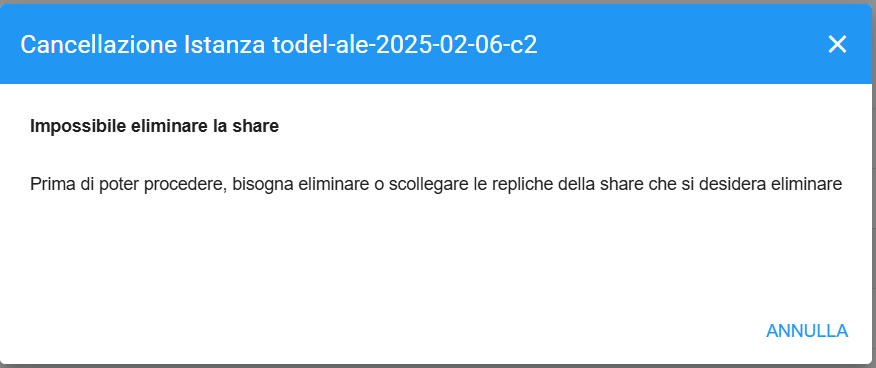 Cancellazione Istanza todel-ale-2025-02-06-c2
Impossibile eliminare la share
Prima di poter procedere, bisogna eliminare o scollegare le repliche della share che si desidera eliminare
ANNULLA